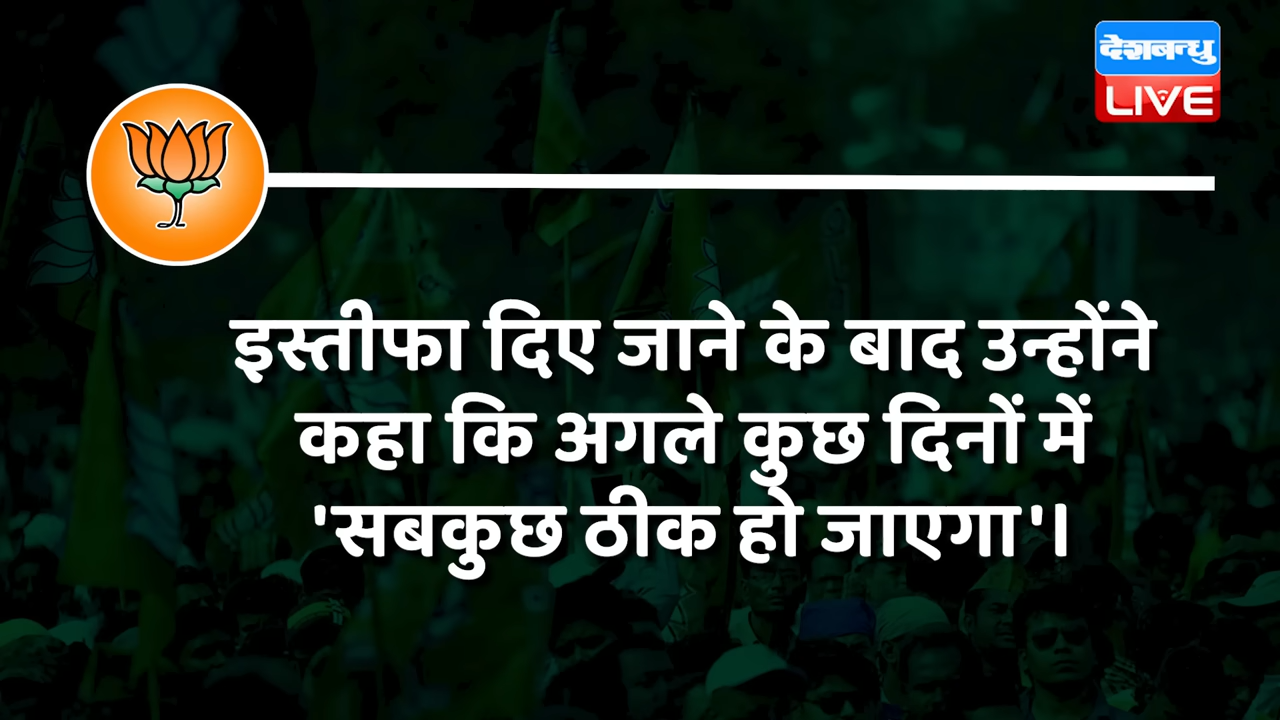 देशबन्धु
LIVE
इस्तीफा दिए जाने के बाद उन्होंने
कहा कि अगले कुछ दिनों में
'सबकुछ ठीक हो जाएगा'।